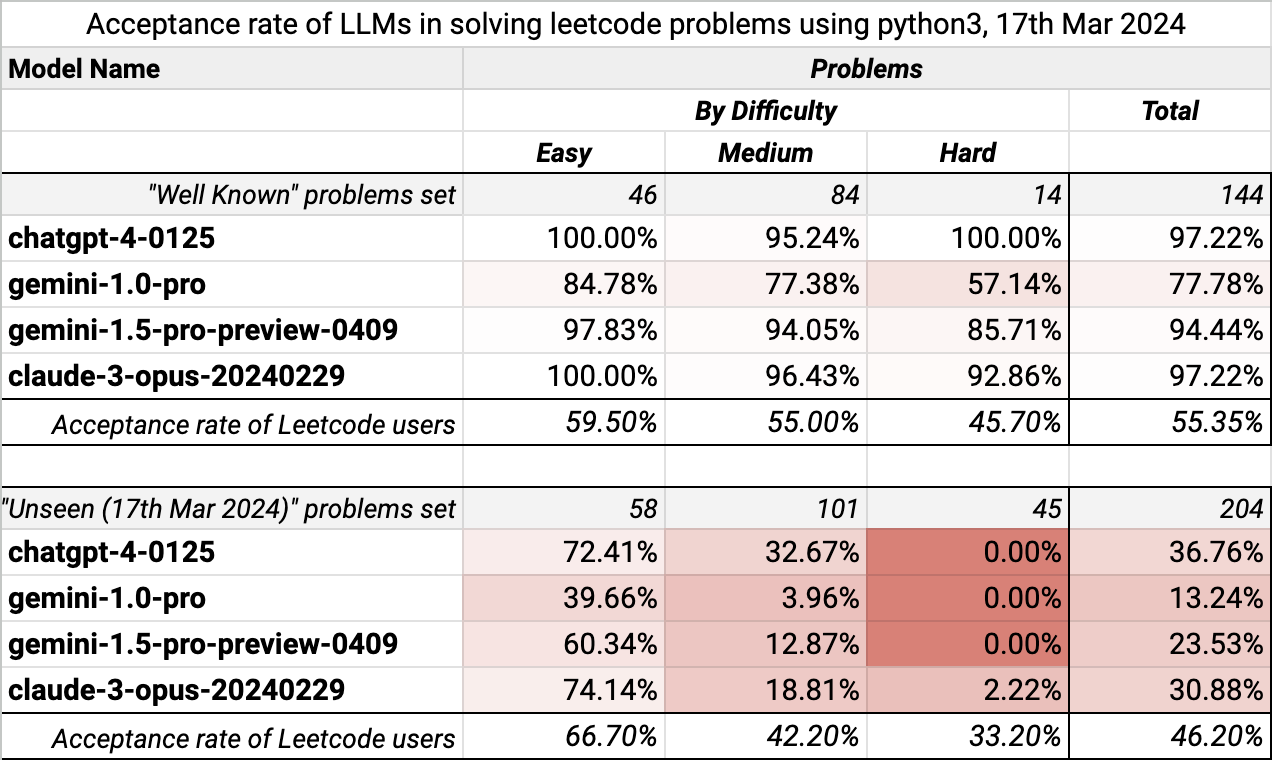 Acceptance rate of LLMs in solving leetcode problems using python3, 17th Mar 2024
Model Name Problems
By Difficulty Total
Easy Medium Hard
"Well Known" problems set 46 84 14 144
chatgpt-4-0125 100.00% 95.24% 100.00% 97.22%
gemini-1.0-pro 84.78% 77.38% 57.14% 77.78%
gemini-1.5-pro-preview-0409 97.83% 94.05% 85.71% 94.44%
claude-3-opus-20240229 100.00% 96.43% 92.86% 97.22%
Acceptance rate of Leetcode users 59.50% 55.00% 45.70% 55.35%
"Unseen (17th Mar 2024)" problems set 58 101 45 204
chatgpt-4-0125 72.41% 32.67% 0.00% 36.76%
gemini-1.0-pro 39.66% 3.96% 0.00% 13.24%
gemini-1.5-pro-preview-0409 60.34% 12.87% 0.00% 23.53%
claude-3-opus-20240229 74.14% 18.81% 2.22% 30.88%
Acceptance rate of Leetcode users 66.70% 42.20% 33.20% 46.20%